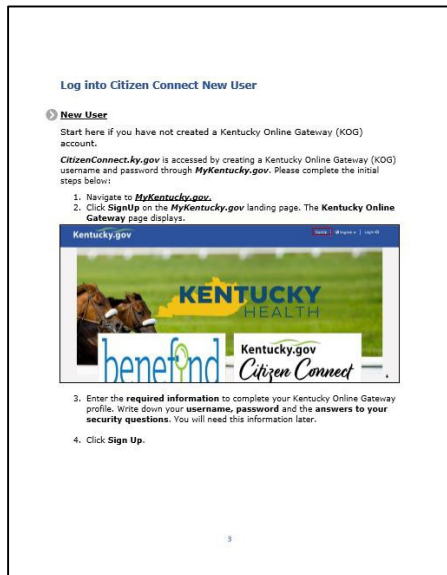 Log into Citizen Connect New User
New User
Start here if you have not created a Kentucky Online Gateway (KOG)
account.
CitizenConnect.ky.gov is accessed by creating a Kentucky Online Gateway (KOG)
username and password through MyKentucky.gov. Please complete the initial
steps below:
1. Navigate to MyKentucky.gov.
2. Click SignUp on the MyKentucky.gov landing page. The Kentucky Online
Gateway page displays.
Kentucky.gov
KENTUCKY
HEALTH
benefind
Kentucky.gov
Citizen Connect
3. Enter the required information to complete your Kentucky Online Gateway
profile. Write down your username, password and the answers to your
security questions. You will need this information later.
4. Click Sign Up.
3